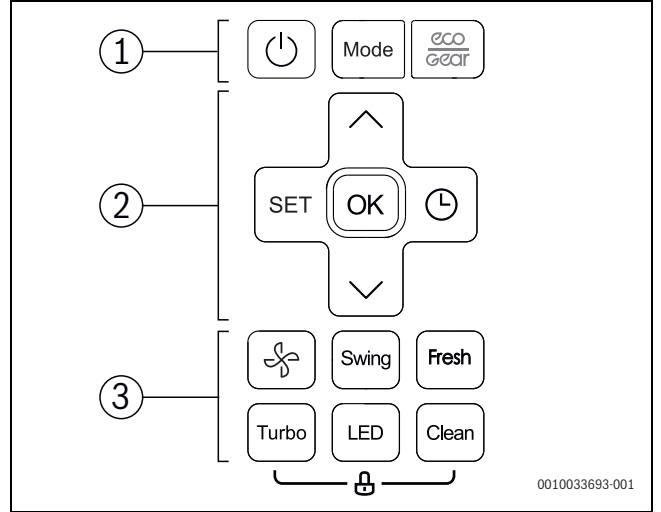 1
Mode
eco
Gear
2
SET
OK
3
Swing
Fresh
Turbo
LED
Clean
0010033693-001